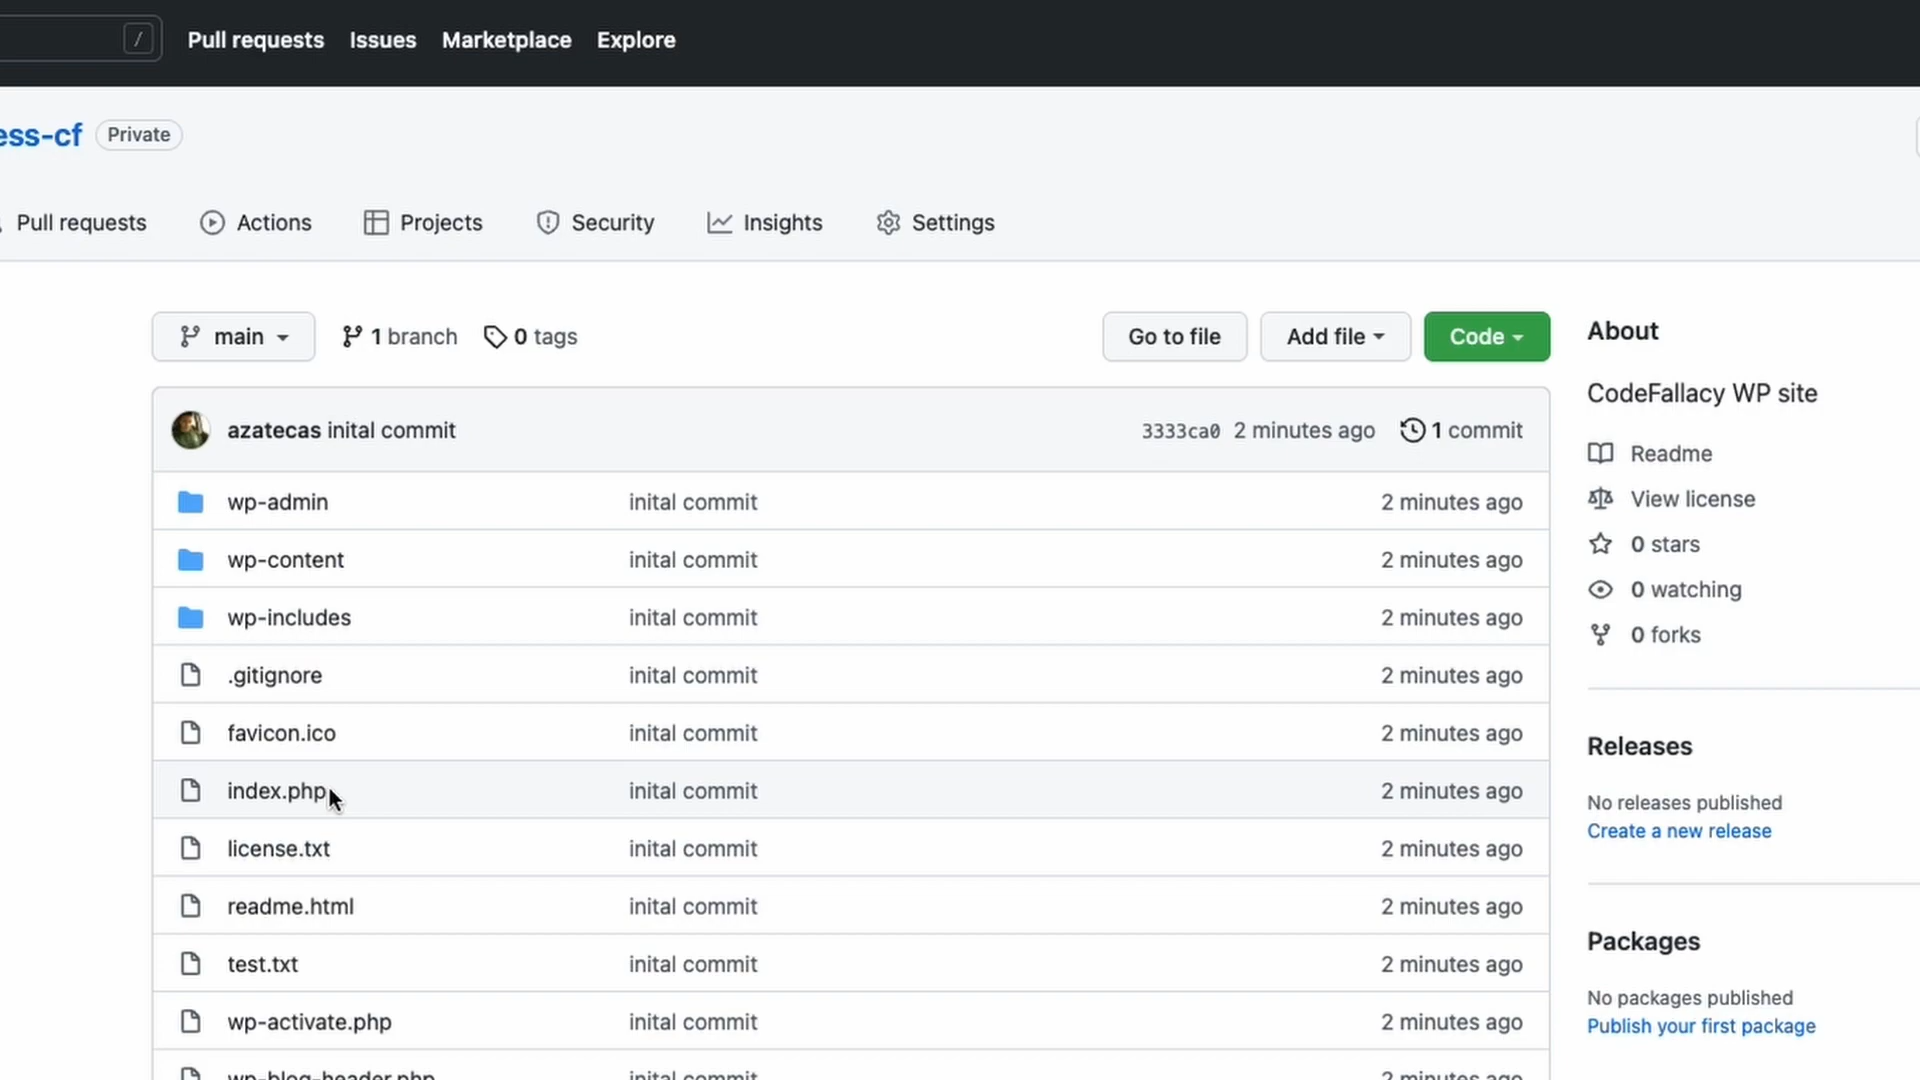 / Pull requests Issues Marketplace Explore
ess-cf Private
Pull requests Actions Projects Security Insights Settings
main 1 branch 0 tags Go to file Add file Code
azatecas inital commit 3333ca0 2 minutes ago 1 commit
wp-admin inital commit 2 minutes ago
wp-content inital commit 2 minutes ago
wp-includes inital commit 2 minutes ago
.gitignore inital commit 2 minutes ago
favicon.ico inital commit 2 minutes ago
index.php inital commit 2 minutes ago
license.txt inital commit 2 minutes ago
readme.html inital commit 2 minutes ago
test.txt inital commit 2 minutes ago
wp-activate.php inital commit 2 minutes ago
wp-blog-header.php inital commit 2 minutes ago
About
CodeFallacy WP site
Readme
View license
0 stars
0 watching
0 forks
Releases
No releases published
Create a new release
Packages
No packages published
Publish your first package